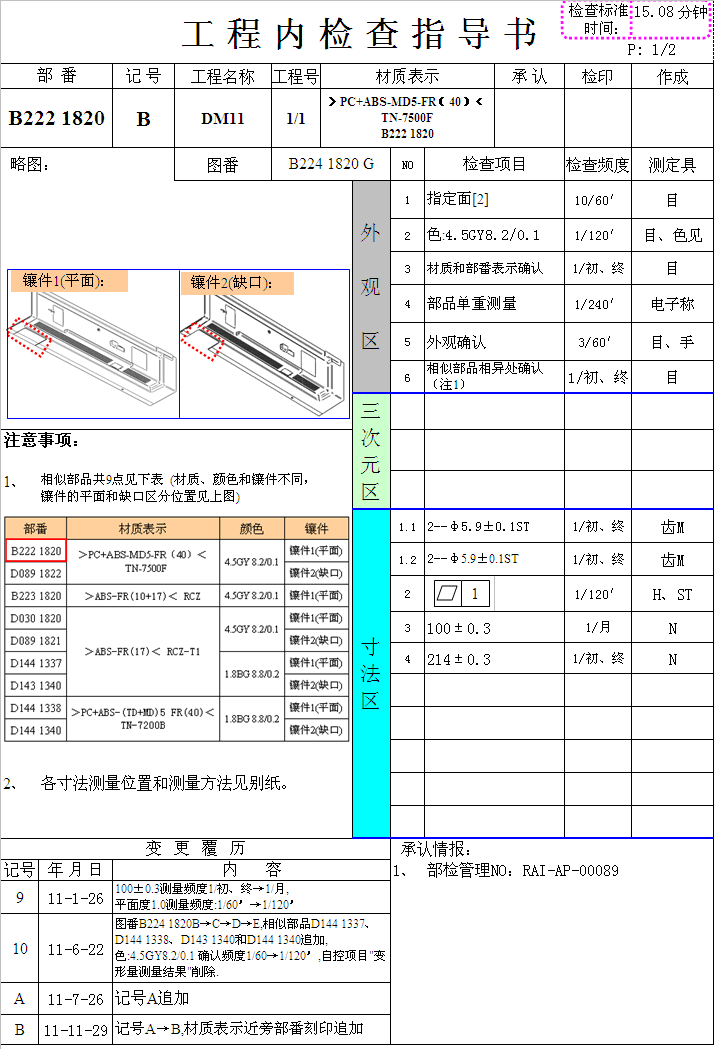 工程内检查指导书
检查标准时间： 15.08 分钟
P: 1/2
部 番 记 号 工程名称 工程号 材质表示 承 认 检印 作成
B222 1820 B DM11 1/1
＞PC+ABS-MD5-FR（40）＜
TN-7500F
B222 1820
略图： 图番 B224 1820 G
NO 检查项目 检查频度 测定具
外观区
1 指定面[2] 10/60′ 目
2 色:4.5GY8.2/0.1 1/120′ 目、色见
3 材质和部番表示确认 1/初、终 目
4 部品单重测量 1/240′ 电子称
5 外观确认 3/60′ 目、手
6 相似部品相异处确认（注1） 1/初、终 目
镶件1(平面)： 镶件2(缺口)：
三次元区
注意事项：
1、 相似部品共9点见下表（材质、颜色和镶件不同，
镶件的平面和缺口区分位置见上图)
部番 材质表示 颜色 镶件
B222 1820 ＞PC+ABS-MD5-FR（40）＜ TN-7500F 4.5GY 8.2/0.1 镶件1(平面)
D089 1822 镶件2(缺口)
B223 1820 ＞ABS-FR(10+17)＜ RCZ 4.5GY 8.2/0.1 镶件1(平面)
D030 1820 ＞ABS-FR(17)＜ RCZ-T1 4.5GY 8.2/0.1 镶件1(平面)
D089 1821 镶件2(缺口)
D144 1337 1.8BG 8.8/0.2 镶件1(平面)
D143 1340 镶件2(缺口)
D144 1338 ＞PC+ABS-(TD+MD)5 FR(40)＜ TN-7200B 1.8BG 8.8/0.2 镶件1(平面)
D144 1340 镶件2(缺口)
2、 各寸法测量位置和测量方法见别纸。
寸法区
1.1 2--φ5.9±0.1ST 1/初、终 齿M
1.2 2--φ5.9±0.1ST 1/初、终 齿M
2 ▱ 1 1/120′ H、ST
3 100±0.3 1/月 N
4 214±0.3 1/初、终 N
变 更 履 历
记号 年 月 日 内 容
9 11-1-26 100±0.3测量频度1/初、终→1/月,
平面度1.0测量频度:1/60′→1/120′
10 11-6-22 图番B224 1820B→C→D→E,相似部品D144 1337、
D144 1338、D143 1340和D144 1340追加,
色:4.5GY8.2/0.1 确认频度1/60→1/120′,自控项目"变
形量测量结果"削除.
A 11-7-26 记号A追加
B 11-11-29 记号A→B,材质表示近旁部番刻印追加
承认情报：
1、 部检管理NO: RAI-AP-00089